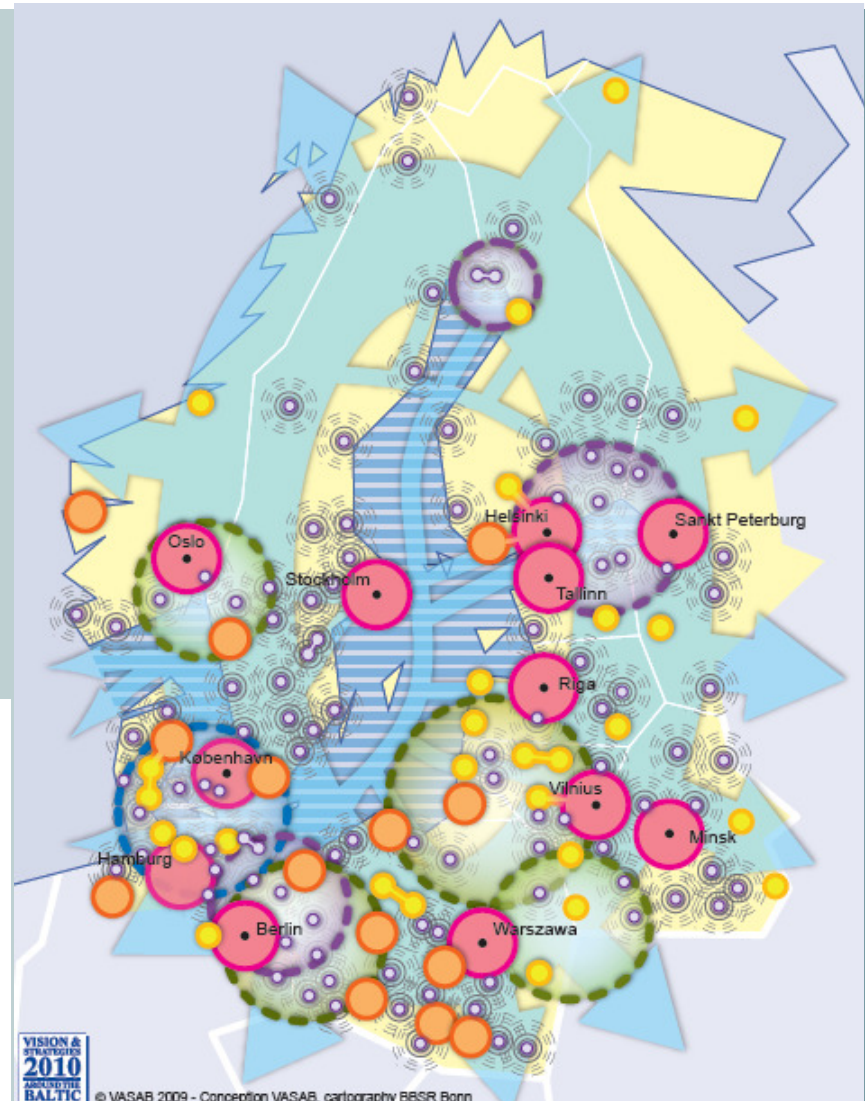 Helsinki
Sankt Peterburg
Oslo
Stockholm
Tallinn
Riga
København
Vilnius
Minsk
Hamburg
Berlin
Warszawa
VISION &
STRATEGIES
2010
AROUND THE
BALTIC
© VASAB 2009 - Conception VASAB, cartography BBSR Bonn